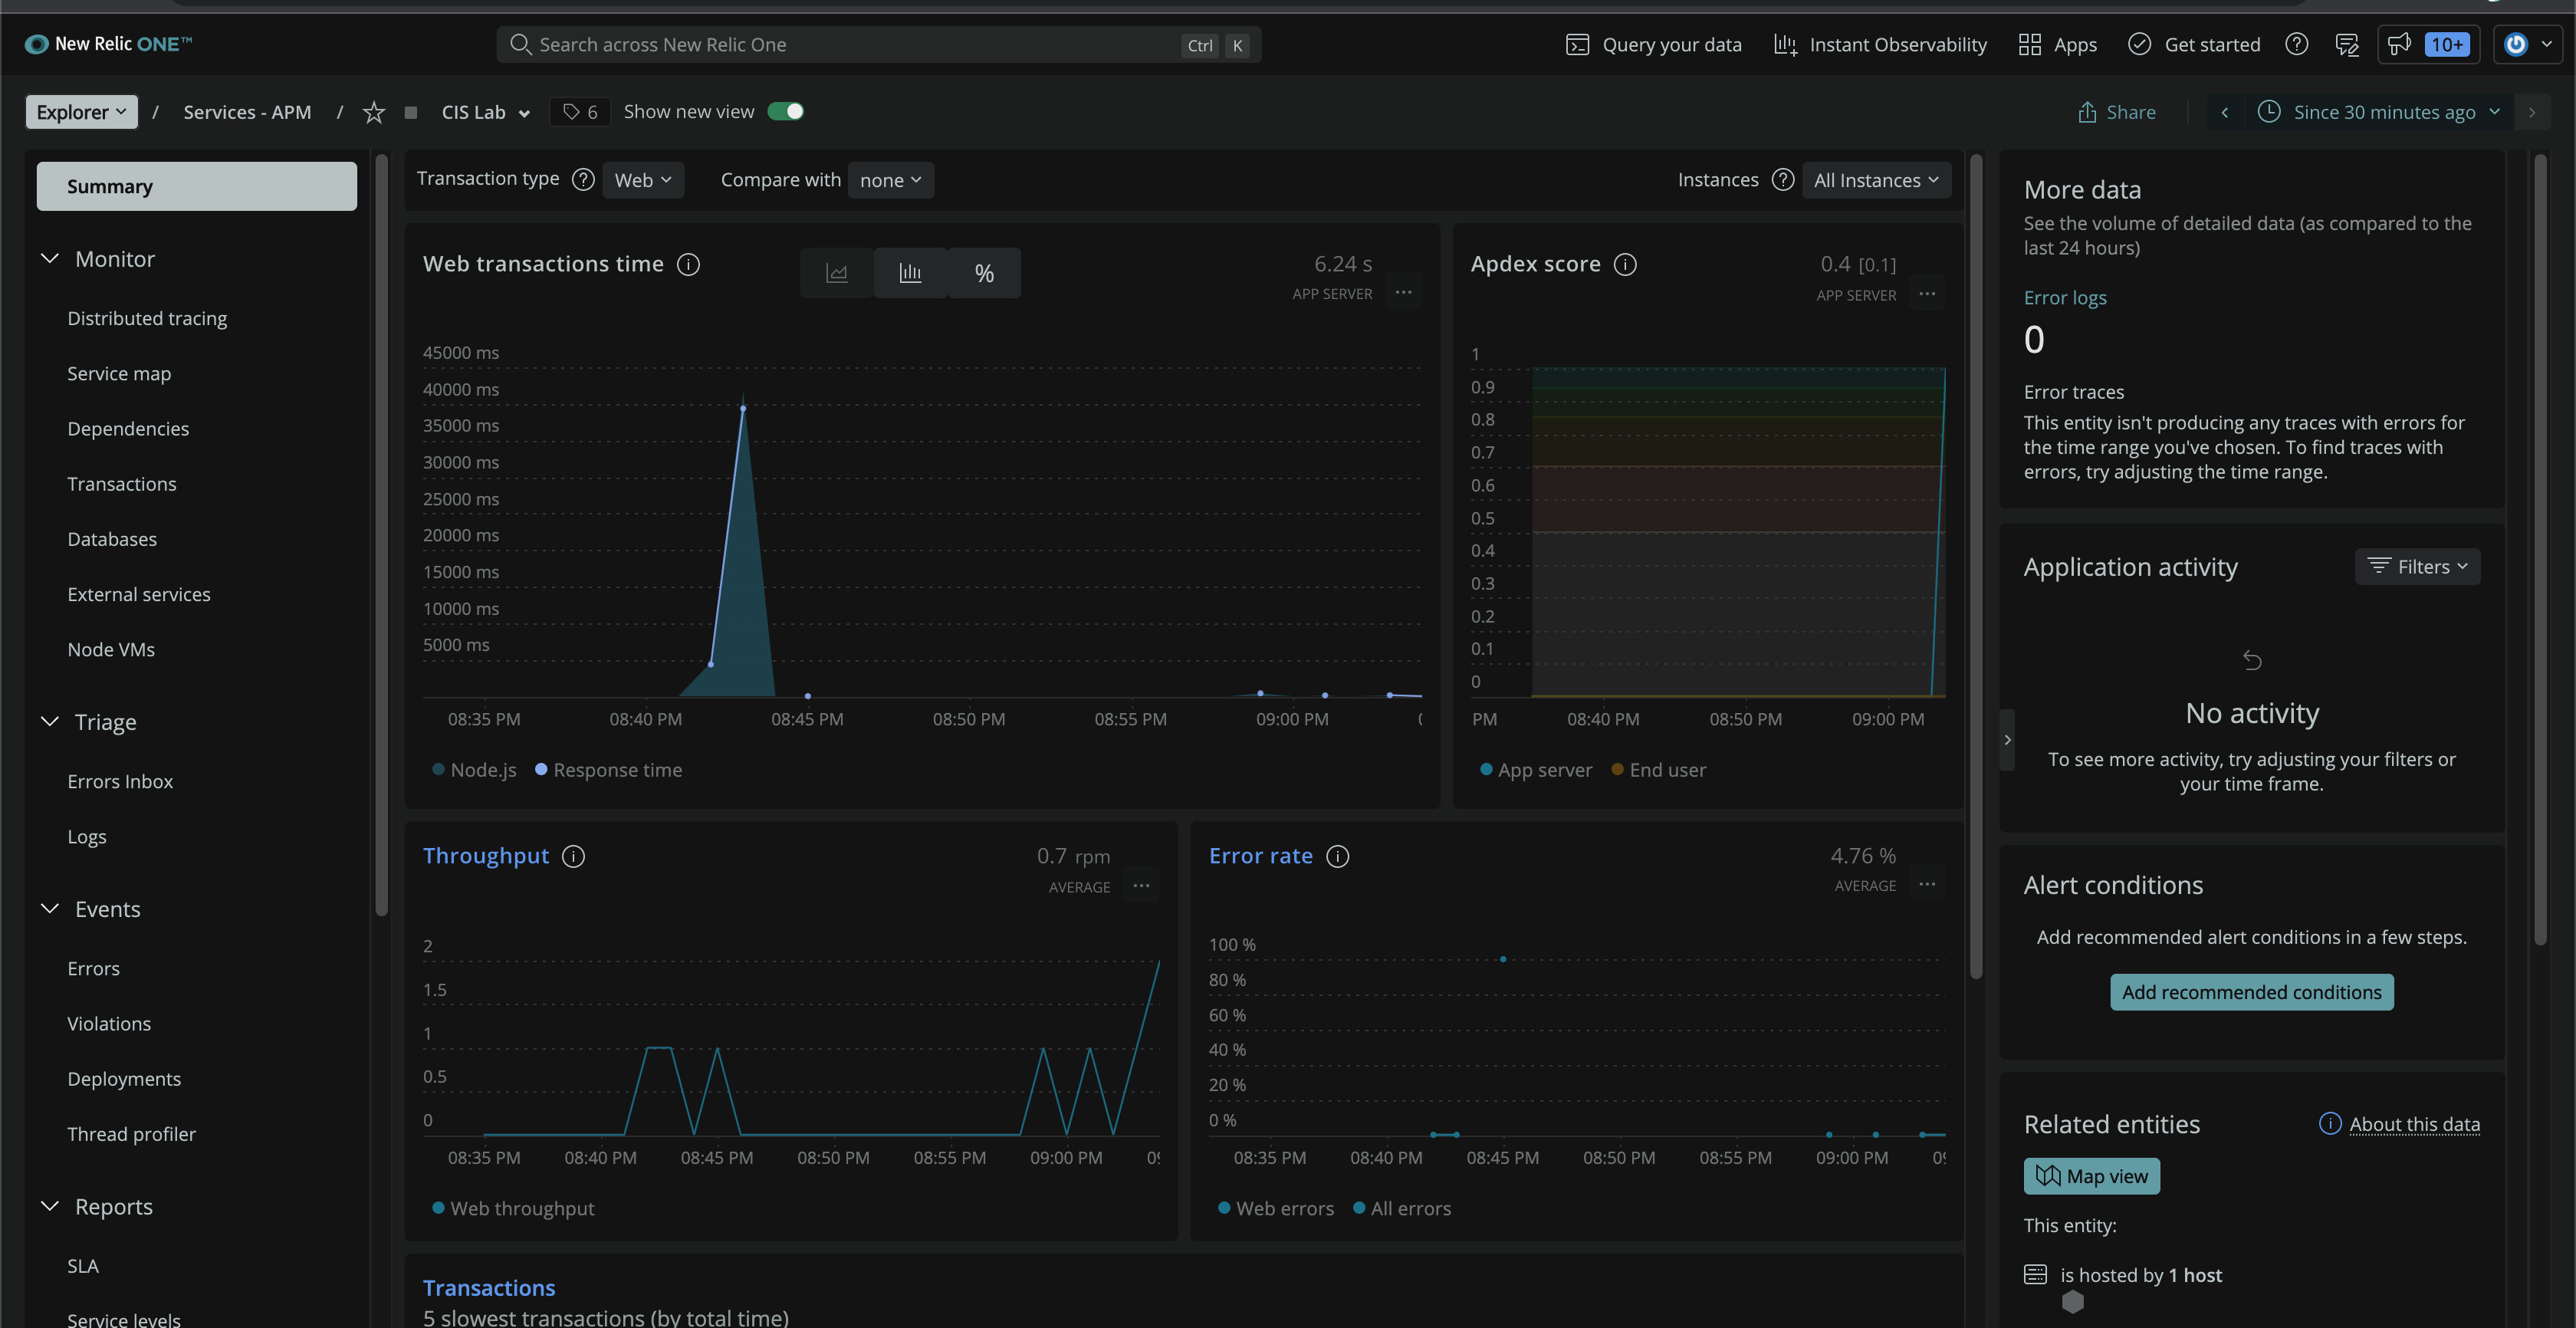 New Relic ONE™
Search across New Relic One
Ctrl K
Query your data
Instant Observability
Apps
Get started
10+
Explorer / Services - APM / CIS Lab 6 Show new view
Share
Since 30 minutes ago
Summary
Monitor
Distributed tracing
Service map
Dependencies
Transactions
Databases
External services
Node VMs
Triage
Errors Inbox
Logs
Events
Errors
Violations
Deployments
Thread profiler
Reports
SLA
Service levels
Transaction type ? Web Compare with none
Instances ? All Instances
Web transactions time
%
6.24 s
APP SERVER
45000 ms
40000 ms
35000 ms
30000 ms
25000 ms
20000 ms
15000 ms
10000 ms
5000 ms
08:35 PM 08:40 PM 08:45 PM 08:50 PM 08:55 PM 09:00 PM
Node.js Response time
Apdex score
0.4 [0.1]
APP SERVER
1
0.9
0.8
0.7
0.6
0.5
0.4
0.3
0.2
0.1
0
PM 08:40 PM 08:50 PM 09:00 PM
App server End user
Throughput
0.7 rpm
AVERAGE
2
1.5
1
0.5
0
08:35 PM 08:40 PM 08:45 PM 08:50 PM 08:55 PM 09:00 PM
Web throughput
Error rate
4.76 %
AVERAGE
100 %
80 %
60 %
40 %
20 %
0 %
08:35 PM 08:40 PM 08:45 PM 08:50 PM 08:55 PM 09:00 PM
Web errors All errors
Transactions
5 slowest transactions (by total time)
More data
See the volume of detailed data (as compared to the
last 24 hours)
Error logs
0
Error traces
This entity isn't producing any traces with errors for
the time range you've chosen. To find traces with
errors, try adjusting the time range.
Application activity
Filters
No activity
To see more activity, try adjusting your filters or
your time frame.
Alert conditions
Add recommended alert conditions in a few steps.
Add recommended conditions
Related entities
About this data
Map view
This entity:
is hosted by 1 host